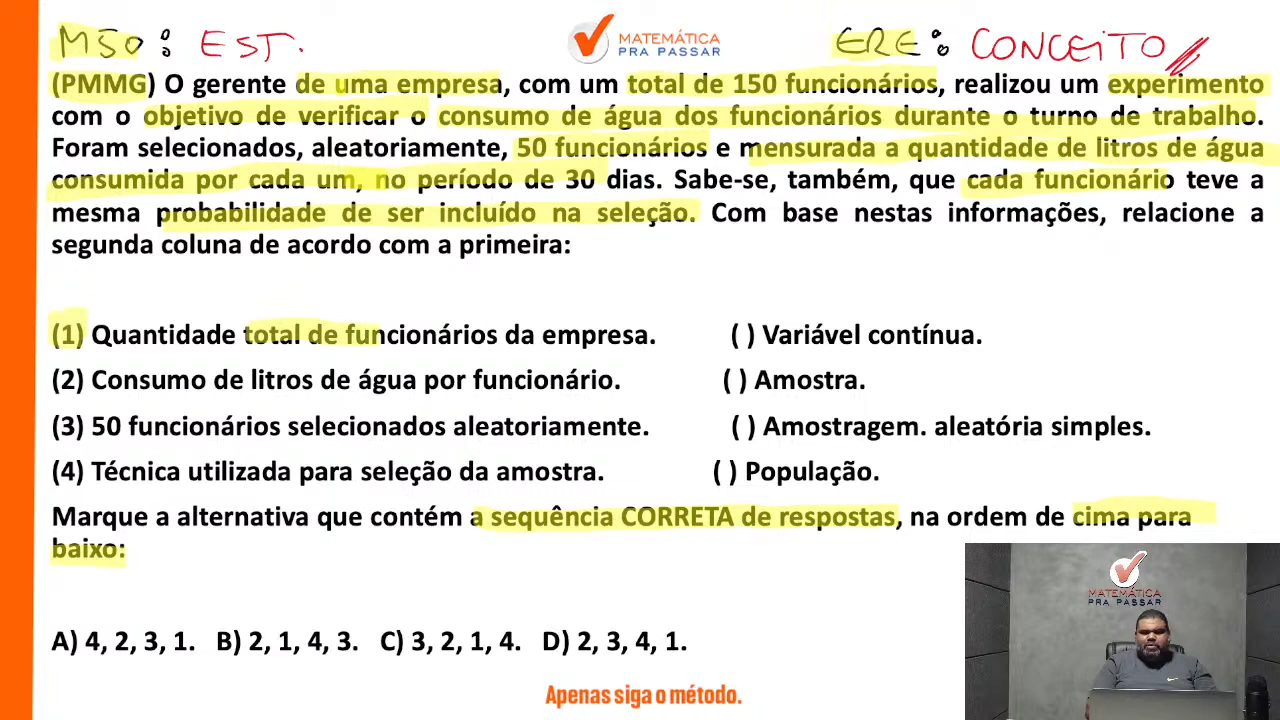 M50: EST.
MATEMÁTICA
PRA PASSAR
ERE: CONCEITO
(PMMG) O gerente de uma empresa, com um total de 150 funcionários, realizou um experimento
com o objetivo de verificar o consumo de água dos funcionários durante o turno de trabalho.
Foram selecionados, aleatoriamente, 50 funcionários e mensurada a quantidade de litros de água
consumida por cada um, no período de 30 dias. Sabe-se, também, que cada funcionário teve a
mesma probabilidade de ser incluído na seleção. Com base nestas informações, relacione a
segunda coluna de acordo com a primeira:
(1) Quantidade total de funcionários da empresa. ( ) Variável contínua.
(2) Consumo de litros de água por funcionário. ( ) Amostra.
(3) 50 funcionários selecionados aleatoriamente. ( ) Amostragem. aleatória simples.
(4) Técnica utilizada para seleção da amostra. ( ) População.
Marque a alternativa que contém a sequência CORRETA de respostas, na ordem de cima para
baixo:
MATEMÁTICA
PRA PASSAR
A) 4, 2, 3, 1. B) 2, 1, 4, 3. C) 3, 2, 1, 4. D) 2, 3, 4, 1.
Apenas siga o método.